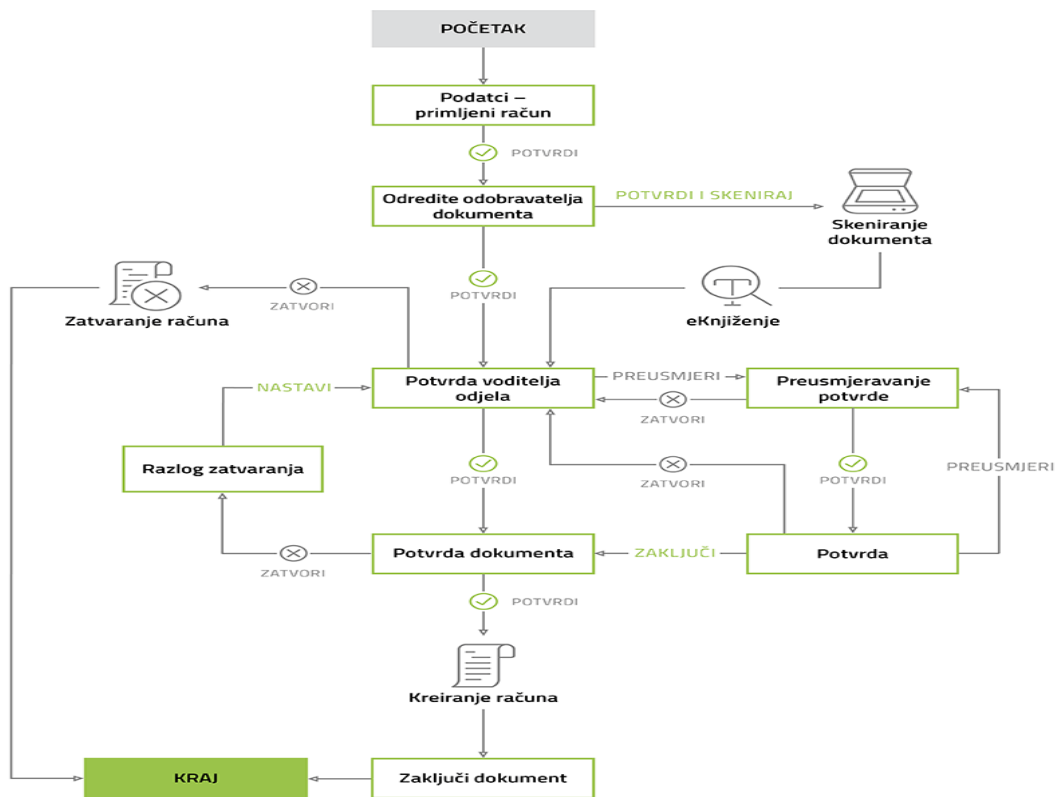 POČETAK
Podatci –
primljeni račun
POTVRDI
Odredite odobravatelja
dokumenta
POTVRDI I SKENIRAJ
Skeniranje
dokumenta
POTVRDI
ZATVORI
Zatvaranje računa
eKnjiženje
NASTAVI
Potvrda voditelja
odjela
PREUSMJERI
ZATVORI
Preusmjeravanje
potvrde
Razlog zatvaranja
POTVRDI
ZATVORI
POTVRDI
PREUSMJERI
ZATVORI
Potvrda dokumenta
ZAKLJUČI
Potvrda
POTVRDI
Kreiranje računa
KRAJ
Zaključi dokument